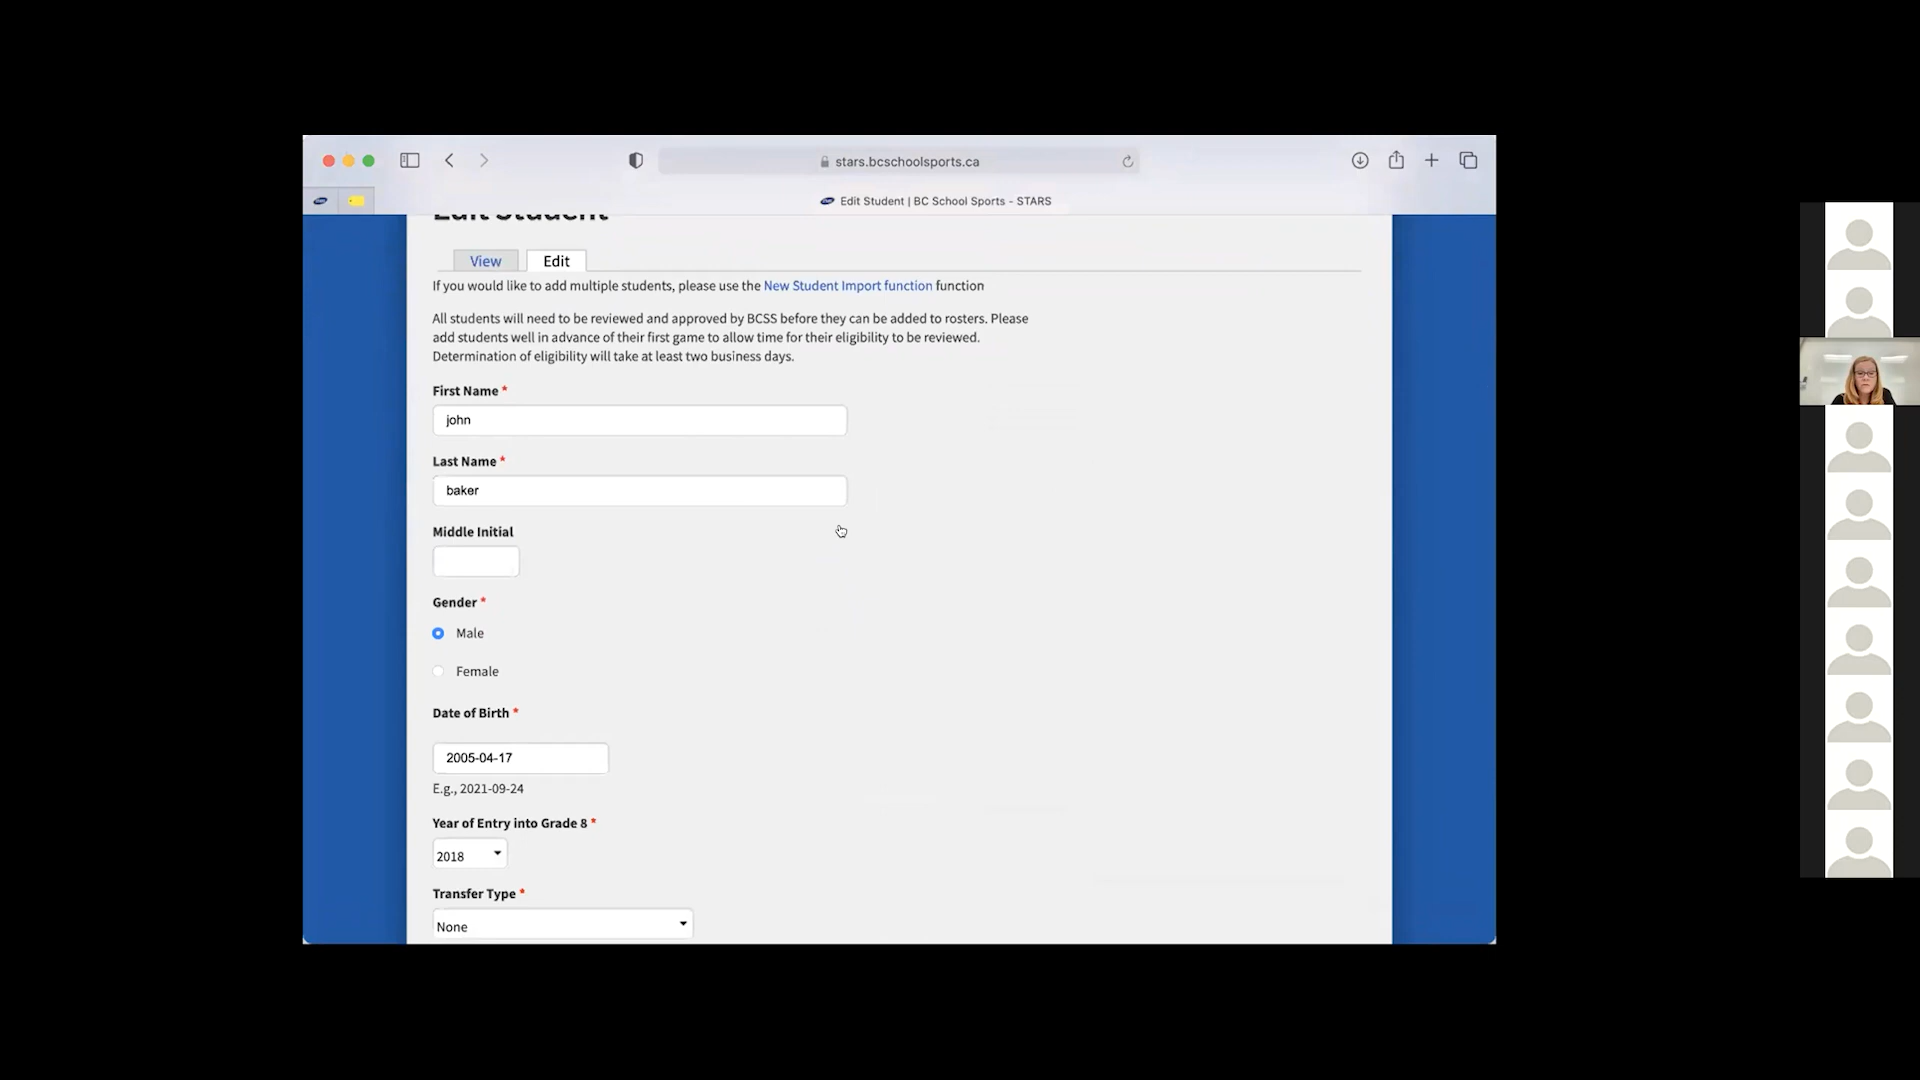 stars.bcschoolsports.ca
Edit Student | BC School Sports - STARS
Edit Student
View Edit
If you would like to add multiple students, please use the New Student Import function function
All students will need to be reviewed and approved by BCSS before they can be added to rosters. Please
add students well in advance of their first game to allow time for their eligibility to be reviewed.
Determination of eligibility will take at least two business days.
First Name *
john
Last Name *
baker
Middle Initial
Gender *
Male
Female
Date of Birth *
2005-04-17
E.g., 2021-09-24
Year of Entry into Grade 8 *
2018
Transfer Type *
None